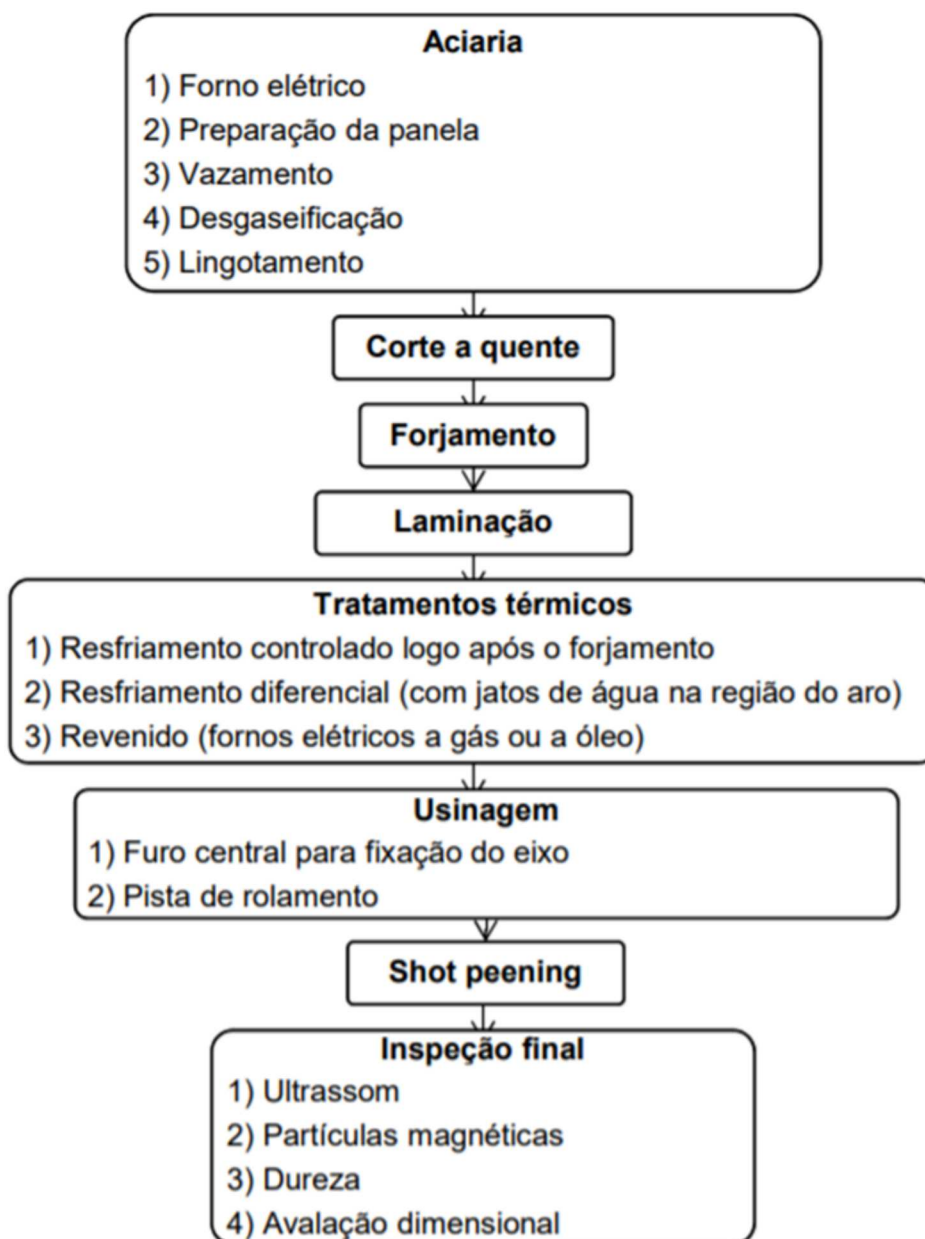 Aciaria
1) Forno elétrico
2) Preparação da panela
3) Vazamento
4) Desgaseificação
5) Lingotamento
Corte a quente
Forjamento
Laminação
Tratamentos térmicos
1) Resfriamento controlado logo após o forjamento
2) Resfriamento diferencial (com jatos de água na região do aro)
3) Revenido (fornos elétricos a gás ou a óleo)
Usinagem
1) Furo central para fixação do eixo
2) Pista de rolamento
Shot peening
Inspeção final
1) Ultrassom
2) Partículas magnéticas
3) Dureza
4) Avalação dimensional